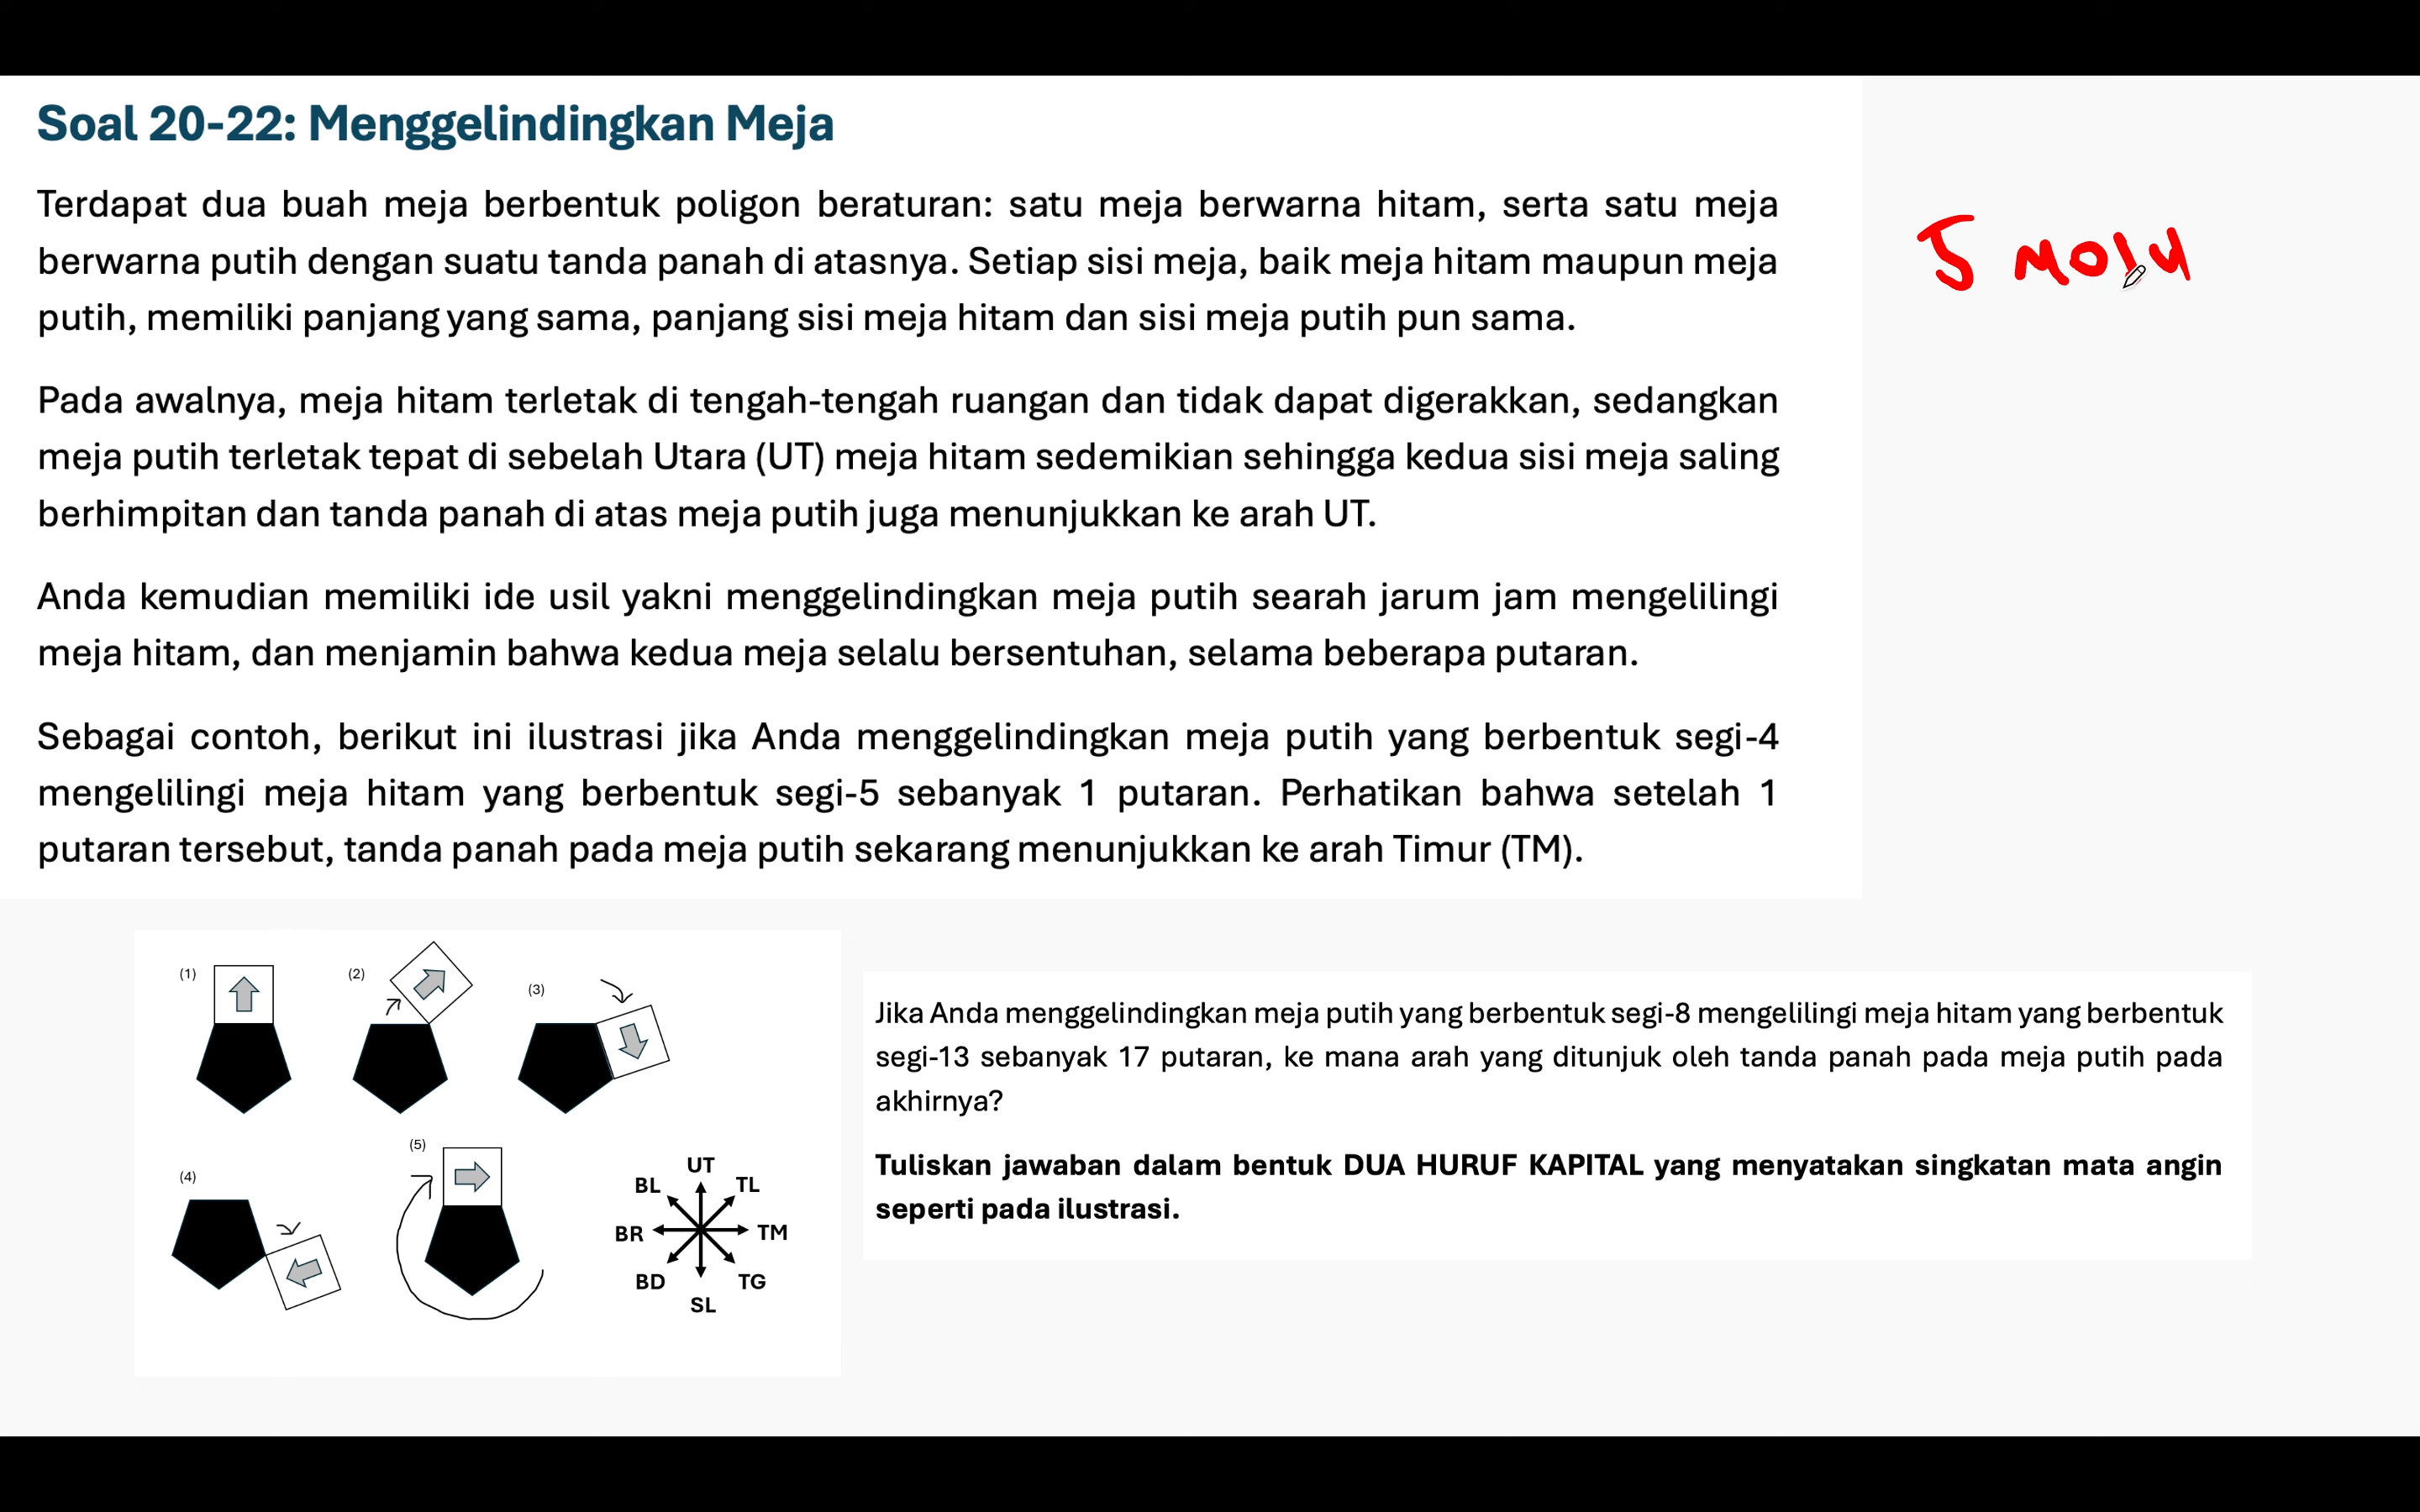 Soal 20-22: Menggelindingkan Meja
Terdapat dua buah meja berbentuk poligon beraturan: satu meja berwarna hitam, serta satu meja
berwarna putih dengan suatu tanda panah di atasnya. Setiap sisi meja, baik meja hitam maupun meja
putih, memiliki panjang yang sama, panjang sisi meja hitam dan sisi meja putih pun sama.
Pada awalnya, meja hitam terletak di tengah-tengah ruangan dan tidak dapat digerakkan, sedangkan
meja putih terletak tepat di sebelah Utara (UT) meja hitam sedemikian sehingga kedua sisi meja saling
berhimpitan dan tanda panah di atas meja putih juga menunjukkan ke arah UT.
Anda kemudian memiliki ide usil yakni menggelindingkan meja putih searah jarum jam mengelilingi
meja hitam, dan menjamin bahwa kedua meja selalu bersentuhan, selama beberapa putaran.
Sebagai contoh, berikut ini ilustrasi jika Anda menggelindingkan meja putih yang berbentuk segi-4
mengelilingi meja hitam yang berbentuk segi-5 sebanyak 1 putaran. Perhatikan bahwa setelah 1
putaran tersebut, tanda panah pada meja putih sekarang menunjukkan ke arah Timur (TM).
5 mod 4
(1)
(2)
(3)
(4)
(5)
UT
BL
TL
BR
TM
BD
TG
SL
Jika Anda menggelindingkan meja putih yang berbentuk segi-8 mengelilingi meja hitam yang berbentuk
segi-13 sebanyak 17 putaran, ke mana arah yang ditunjuk oleh tanda panah pada meja putih pada
akhirnya?
Tuliskan jawaban dalam bentuk DUA HURUF KAPITAL yang menyatakan singkatan mata angin
seperti pada ilustrasi.